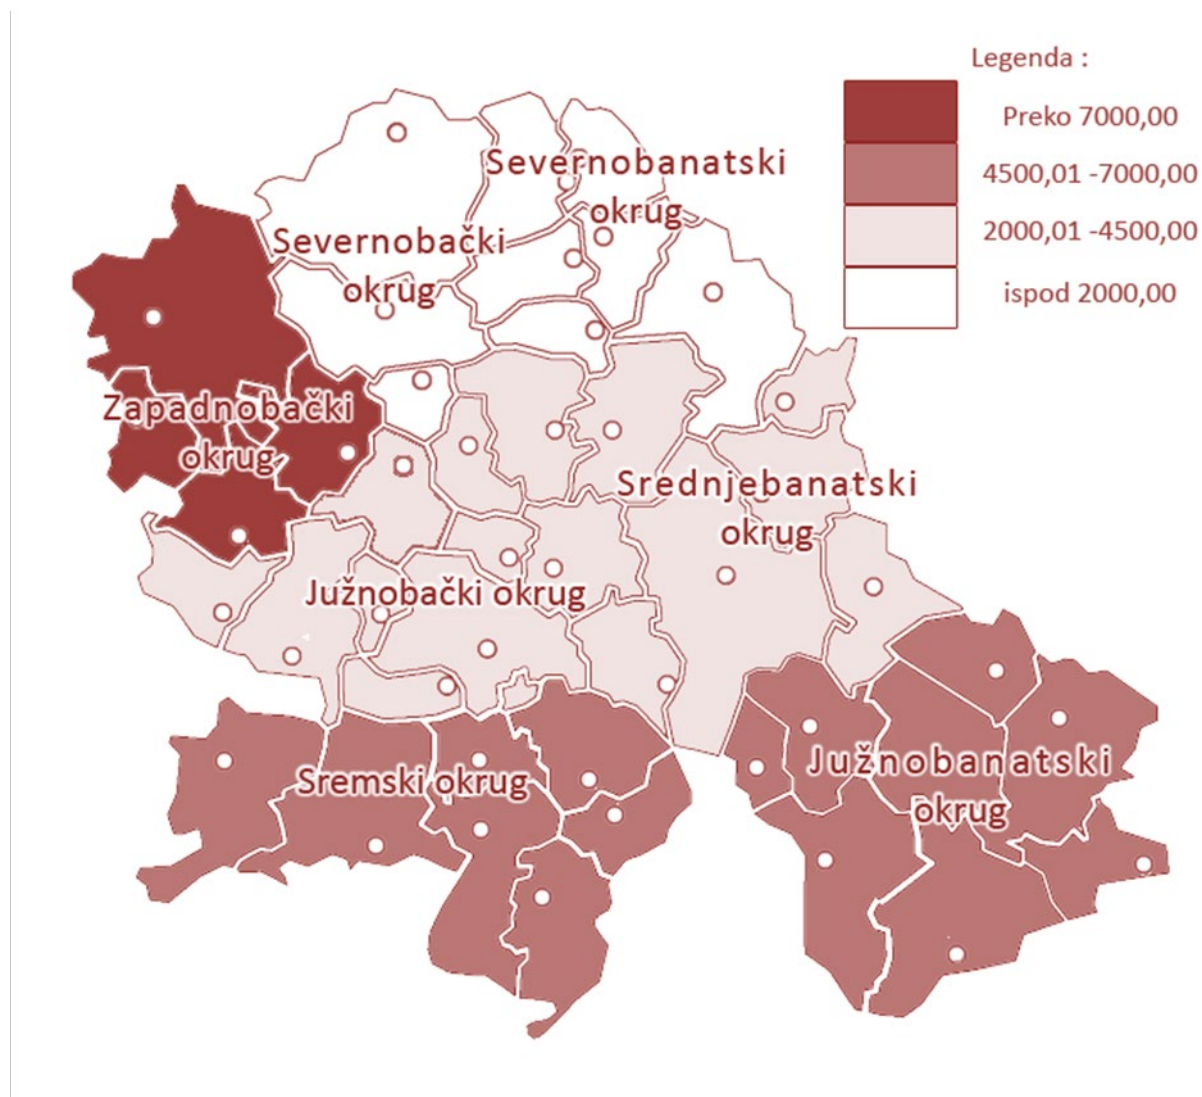 Legenda :
Preko 7000,00
4500,01 -7000,00
2000,01 -4500,00
ispod 2000,00
Severnobanatski
okrug
Severnobački
okrug
Zapadnobački
okrug
Srednjebanatski
okrug
Južnobački okrug
Sremski okrug
Južnobanatski
okrug